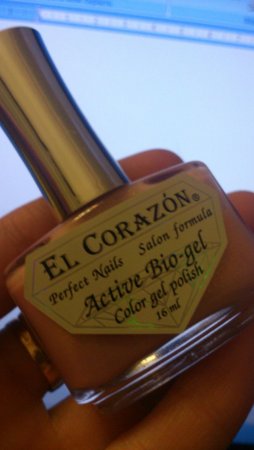 EL CORAZÓN®
Perfect Nails Salon formula
Active Bio-gel
Color gel polish
16 ml